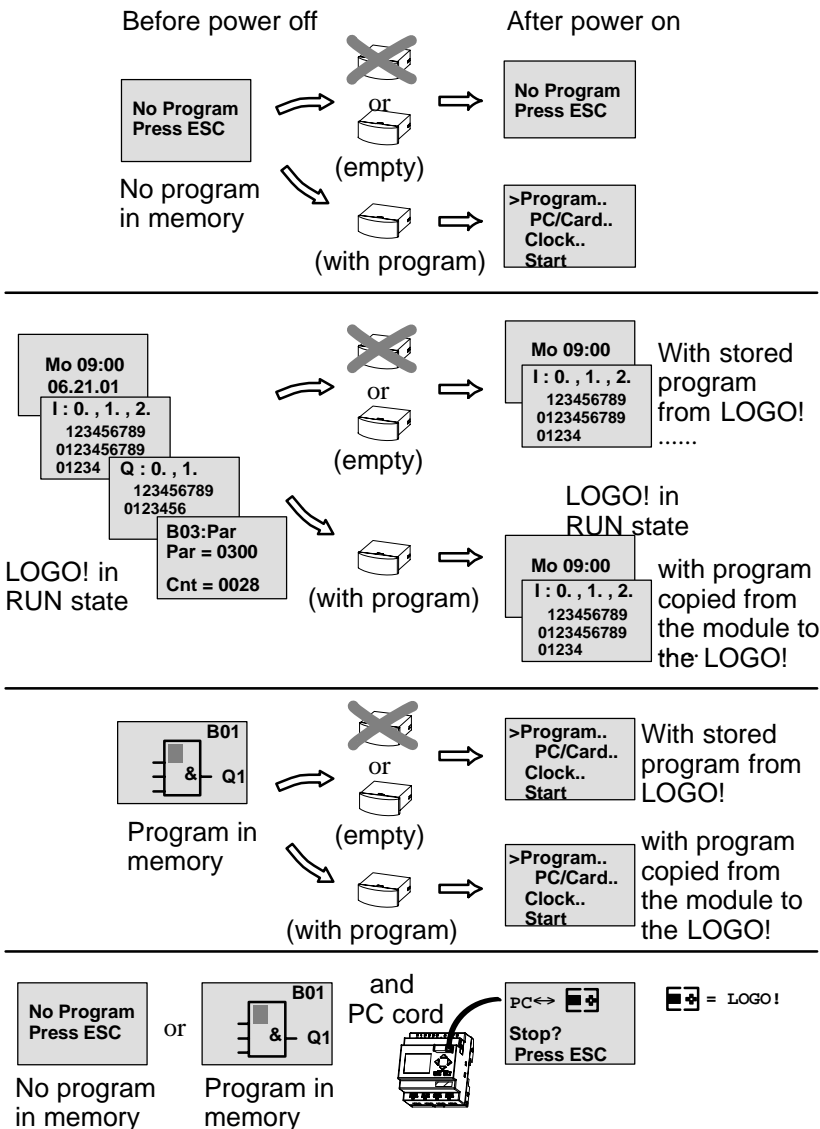 Before power off
After power on
No Program
Press ESC
or
No Program
Press ESC
(empty)
No program
in memory
>Program..
PC/Card..
Clock..
Start
(with program)
Mo 09:00
06.21.01
I : 0. , 1. , 2.
123456789
0123456789
01234
Q : 0. , 1.
123456789
0123456
B03:Par
Par = 0300
Cnt = 0028
LOGO! in
RUN state
or
(empty)
Mo 09:00
I : 0. , 1. , 2.
123456789
0123456789
01234
With stored
program
from LOGO!
......
LOGO! in
RUN state
(with program)
Mo 09:00
I : 0. , 1. , 2.
123456789
0123456789
01234
with program
copied from
the module to
the LOGO!
B01
& Q1
Program in
memory
or
(empty)
>Program..
PC/Card..
Clock..
Start
With stored
program from
LOGO!
(with program)
>Program..
PC/Card..
Clock..
Start
with program
copied from
the module to
the LOGO!
No Program
Press ESC
No program
in memory
or
B01
& Q1
Program in
memory
and
PC cord
PC↔
Stop?
Press ESC
= LOGO!